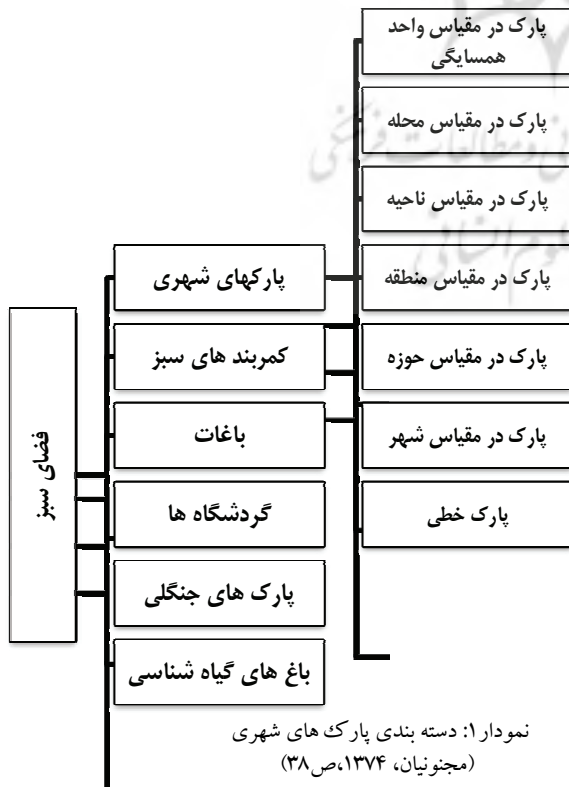 پارک در مقیاس واحد
همسایگی
پارک در مقیاس محله
پارک در مقیاس ناحیه
پارک در مقیاس منطقه
پارک در مقیاس حوزه
پارک در مقیاس شهر
پارک خطی
پارکهای شهری
کمربند های سبز
باغات
گردشگاه ها
پارک های جنگلی
باغ های گیاه شناسی
فضای سبز
نمودار۱: دسته بندی پارک های شهری
(مجنونیان، ۱۳۷۴،ص۳۸)